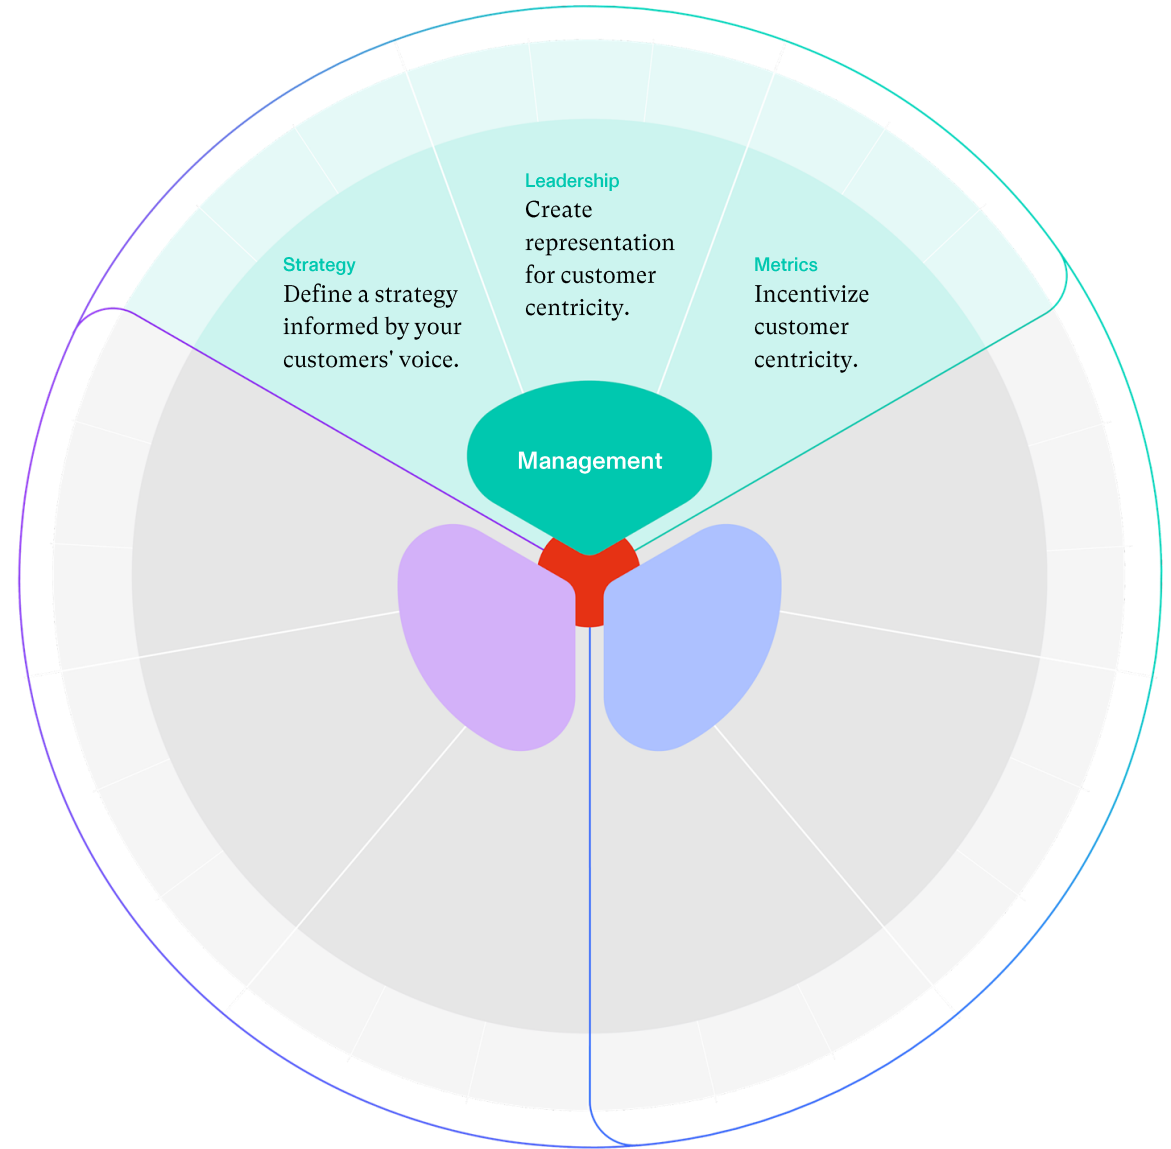 Leadership
Create
representation
for customer
centricity.
Strategy
Define a strategy
informed by your
customers' voice.
Metrics
Incentivize
customer
centricity.
Management